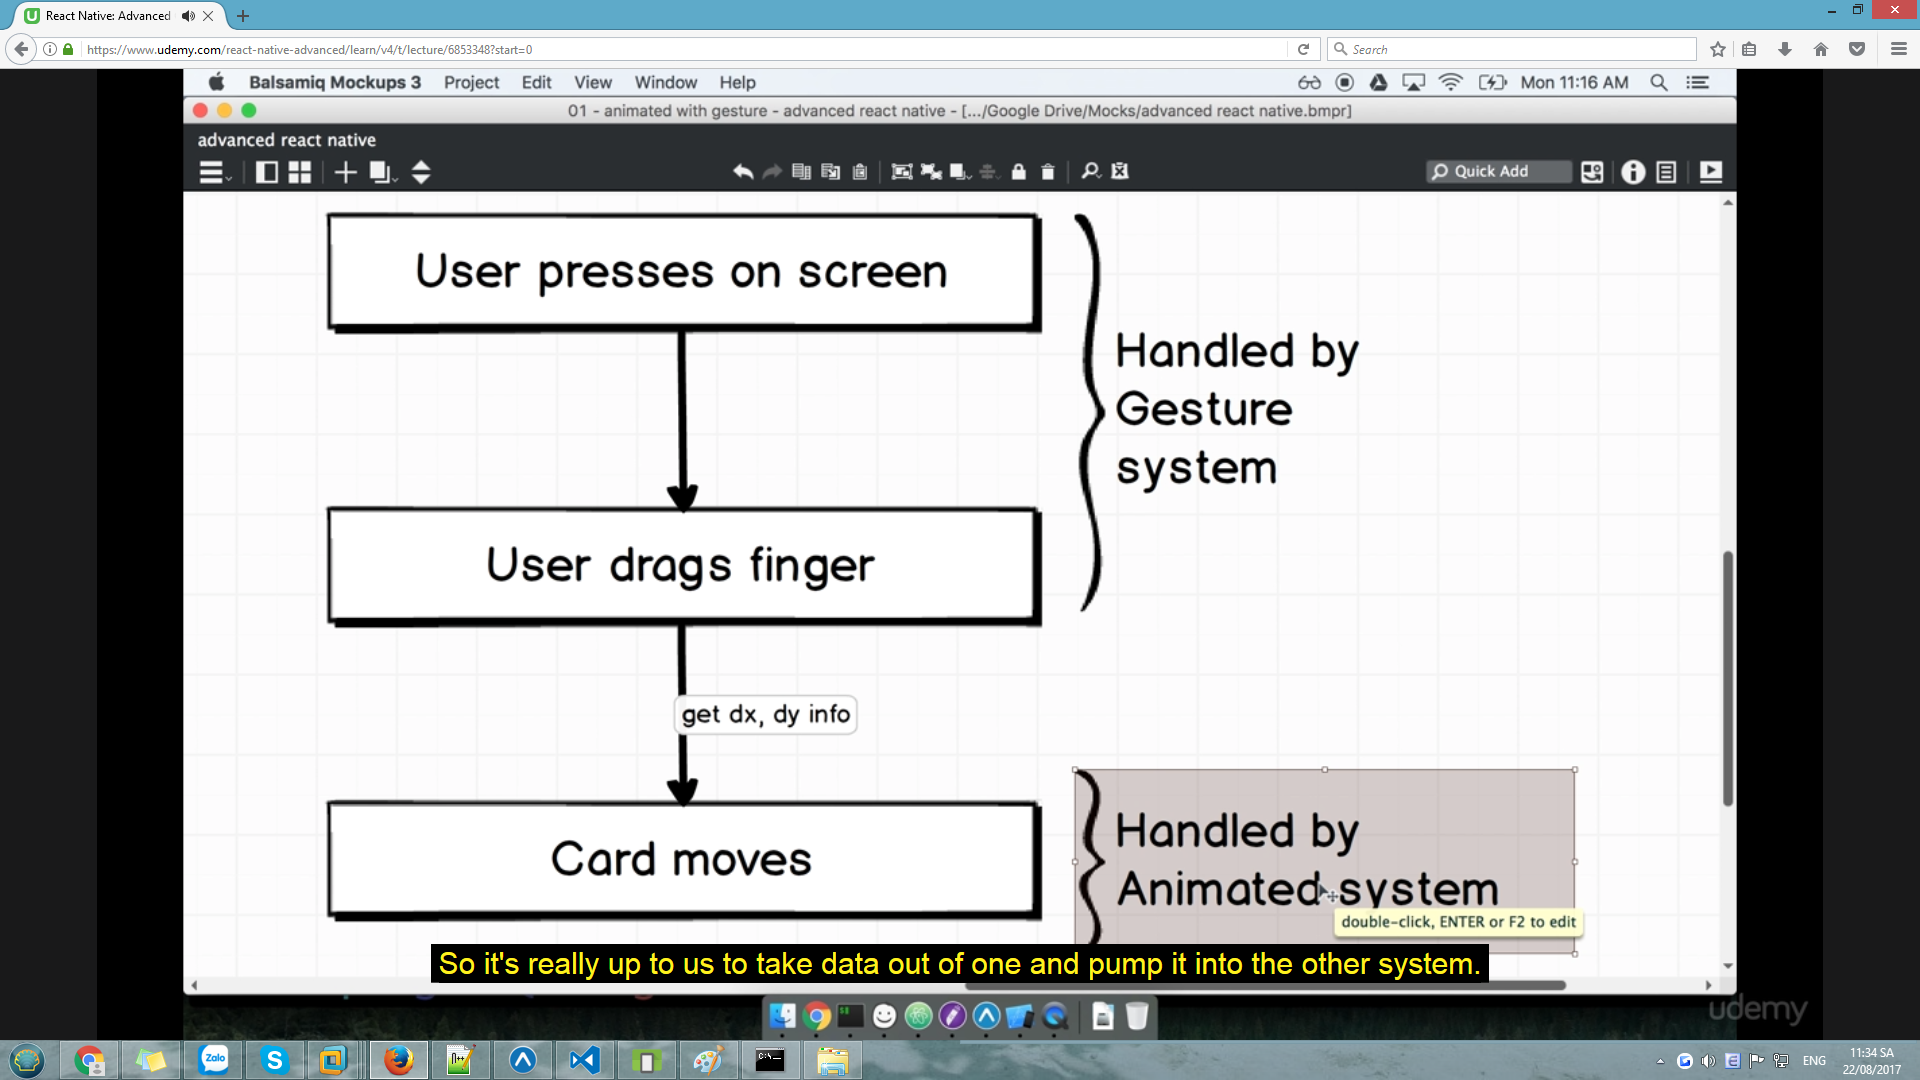 React Native: Advanced
https://www.udemy.com/react-native-advanced/learn/v4/t/lecture/6853348?start=0
Search
Balsamiq Mockups 3 Project Edit View Window Help
Mon 11:16 AM
01 - animated with gesture - advanced react native - [.../Google Drive/Mocks/advanced react native.bmpr]
advanced react native
Quick Add
User presses on screen
Handled by
Gesture
system
User drags finger
get dx, dy info
Card moves
Handled by
Animated system
double-click, ENTER or F2 to edit
So it's really up to us to take data out of one and pump it into the other system.
udemy
Zalo
ENG
11:34 SA
22/08/2017